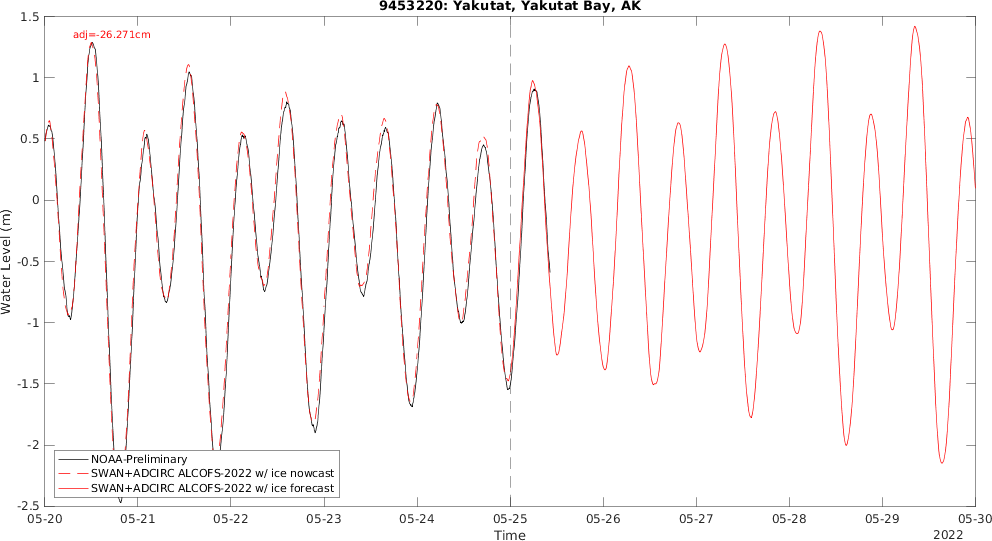 9453220: Yakutat, Yakutat Bay, AK
adj=-26.271cm
1.5
1
0.5
0
-0.5
-1
-1.5
-2
-2.5
Water Level (m)
NOAA-Preliminary
SWAN+ADCIRC ALCOFS-2022 w/ ice nowcast
SWAN+ADCIRC ALCOFS-2022 w/ ice forecast
05-20 05-21 05-22 05-23 05-24 05-25 05-26 05-27 05-28 05-29 05-30
Time
2022